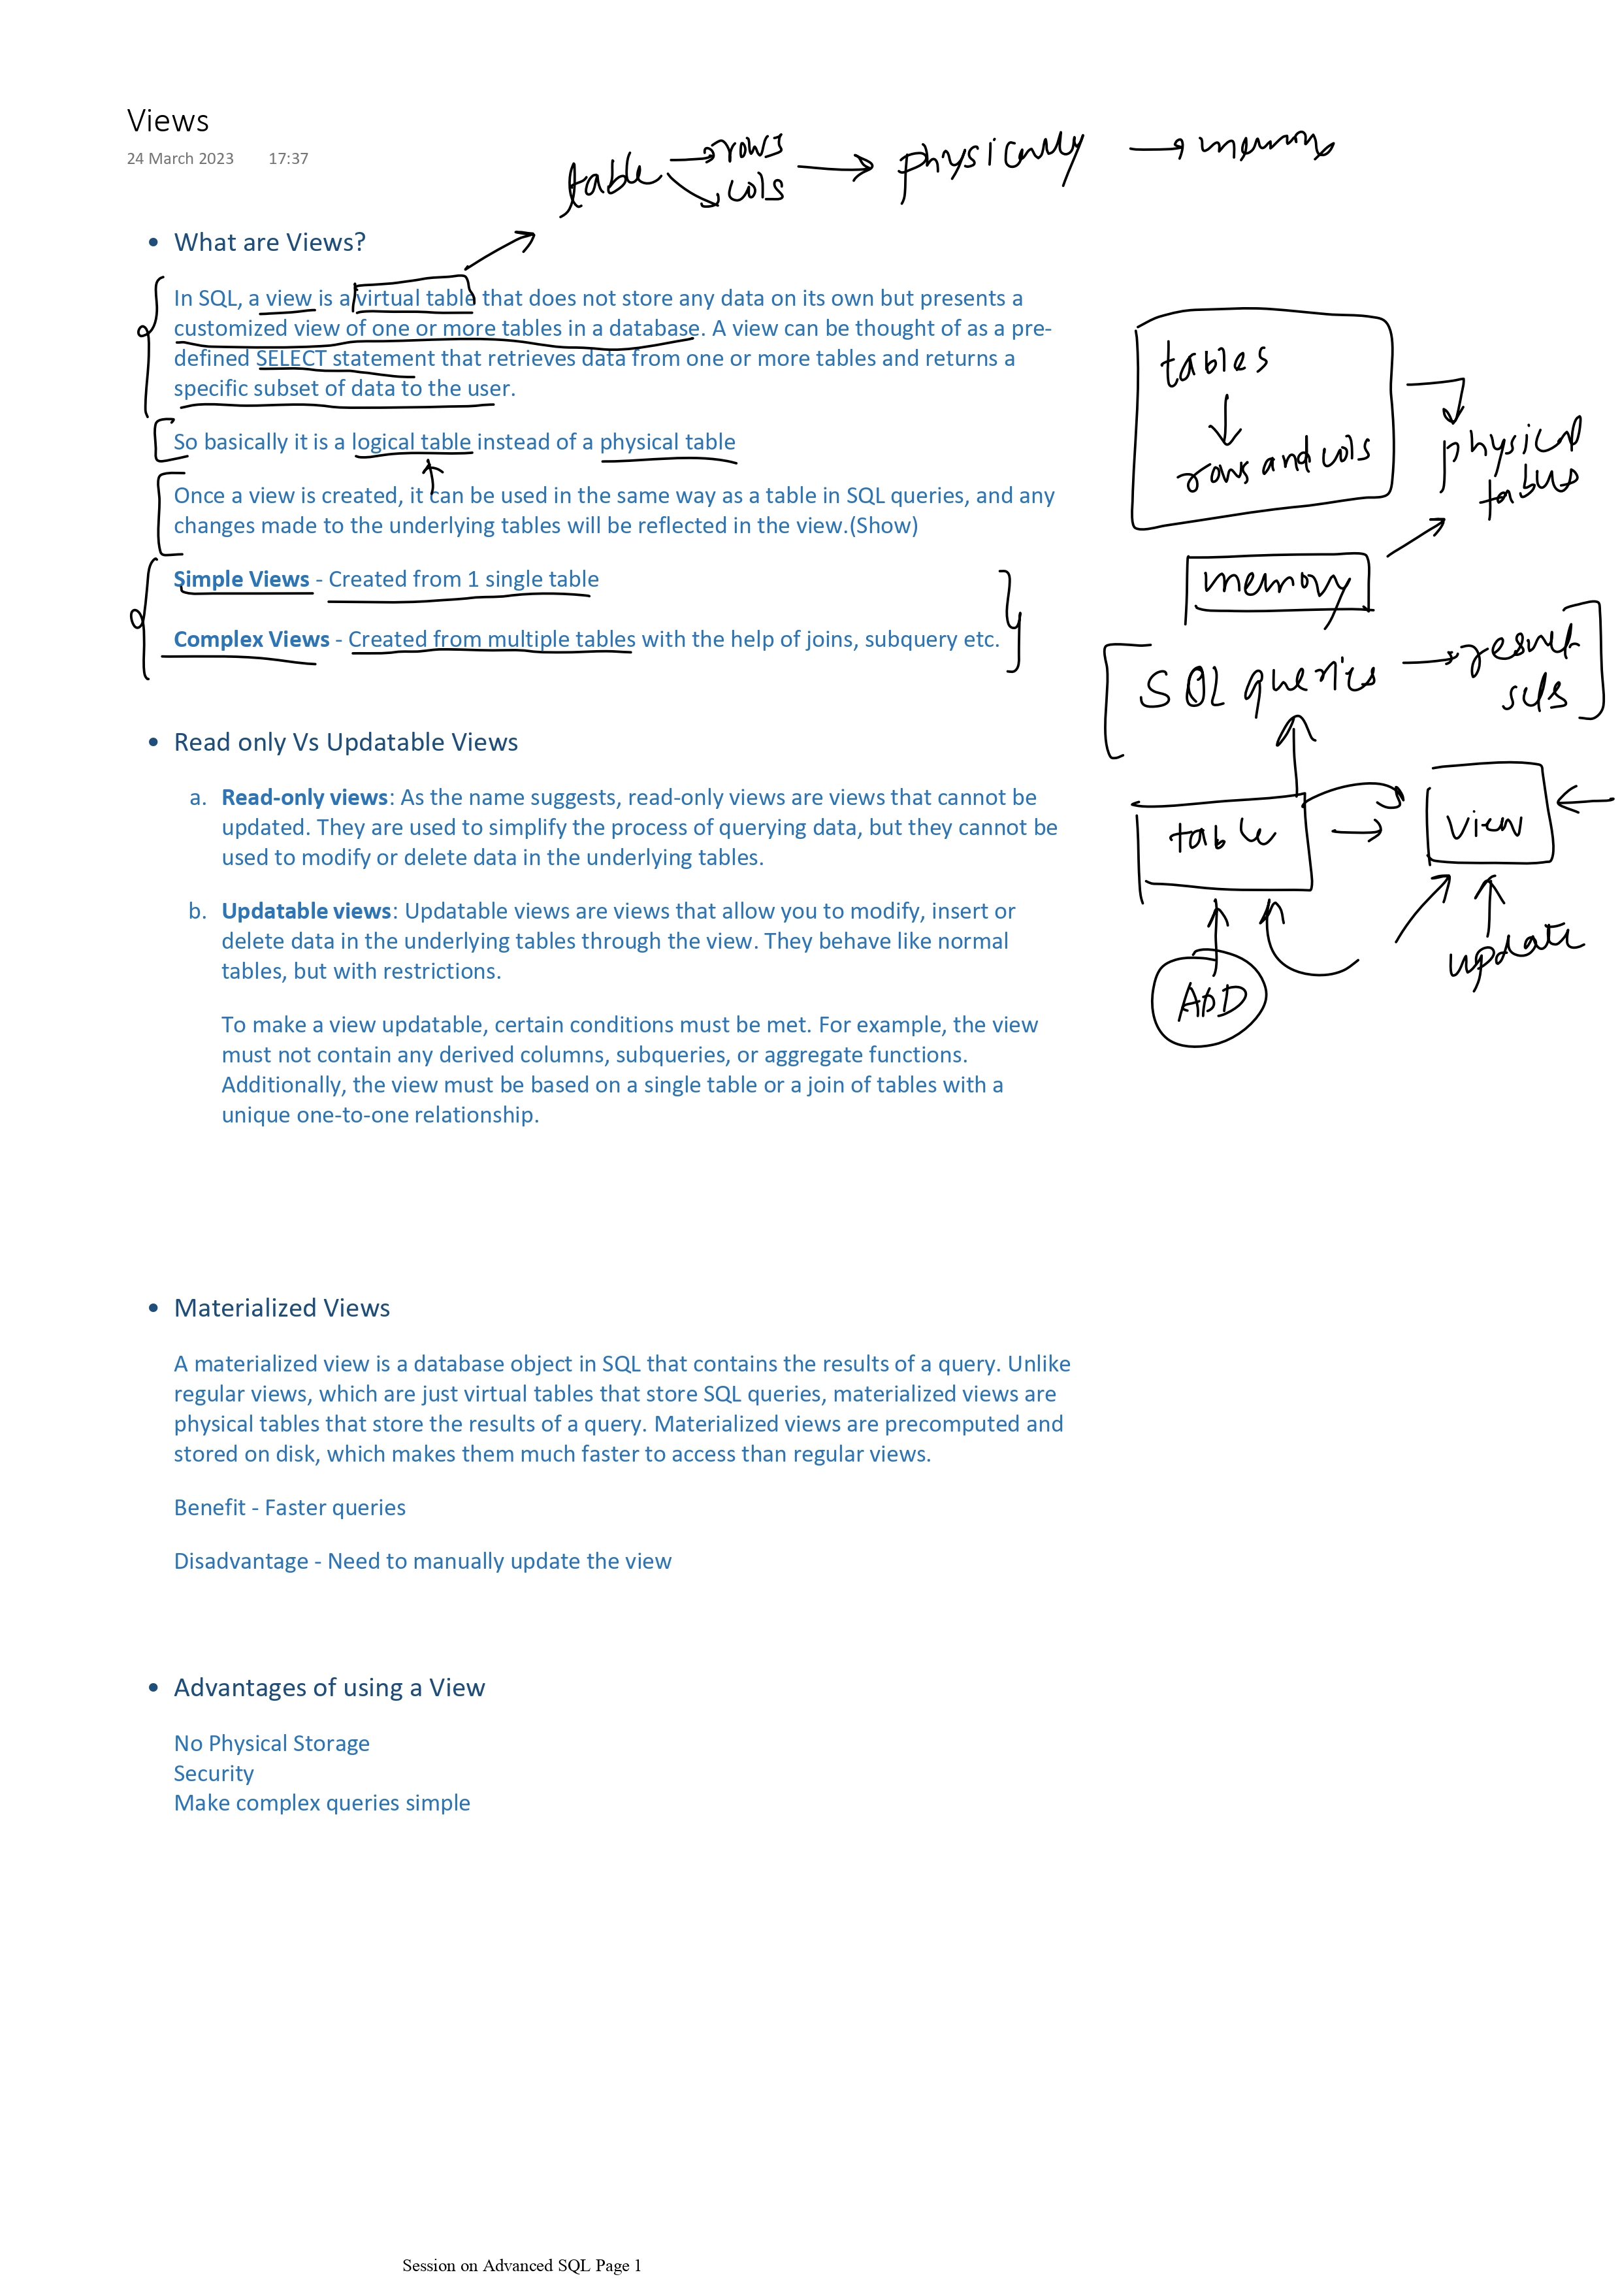 Views
24 March 2023 17:37
table → rows → physically → memory
cols
• What are Views?
In SQL, a view is a virtual table that does not store any data on its own but presents a
customized view of one or more tables in a database. A view can be thought of as a pre-
defined SELECT statement that retrieves data from one or more tables and returns a
specific subset of data to the user.
So basically it is a logical table instead of a physical table
Once a view is created, it can be used in the same way as a table in SQL queries, and any
changes made to the underlying tables will be reflected in the view.(Show)
Simple Views - Created from 1 single table
Complex Views - Created from multiple tables with the help of joins, subquery etc.
tables
rows and cols
physical
tables
memory
SQL queries → result
sets
table
view
update
ADD
• Read only Vs Updatable Views
a. Read-only views: As the name suggests, read-only views are views that cannot be
updated. They are used to simplify the process of querying data, but they cannot be
used to modify or delete data in the underlying tables.
b. Updatable views: Updatable views are views that allow you to modify, insert or
delete data in the underlying tables through the view. They behave like normal
tables, but with restrictions.
To make a view updatable, certain conditions must be met. For example, the view
must not contain any derived columns, subqueries, or aggregate functions.
Additionally, the view must be based on a single table or a join of tables with a
unique one-to-one relationship.
• Materialized Views
A materialized view is a database object in SQL that contains the results of a query. Unlike
regular views, which are just virtual tables that store SQL queries, materialized views are
physical tables that store the results of a query. Materialized views are precomputed and
stored on disk, which makes them much faster to access than regular views.
Benefit - Faster queries
Disadvantage - Need to manually update the view
• Advantages of using a View
No Physical Storage
Security
Make complex queries simple
Session on Advanced SQL Page 1